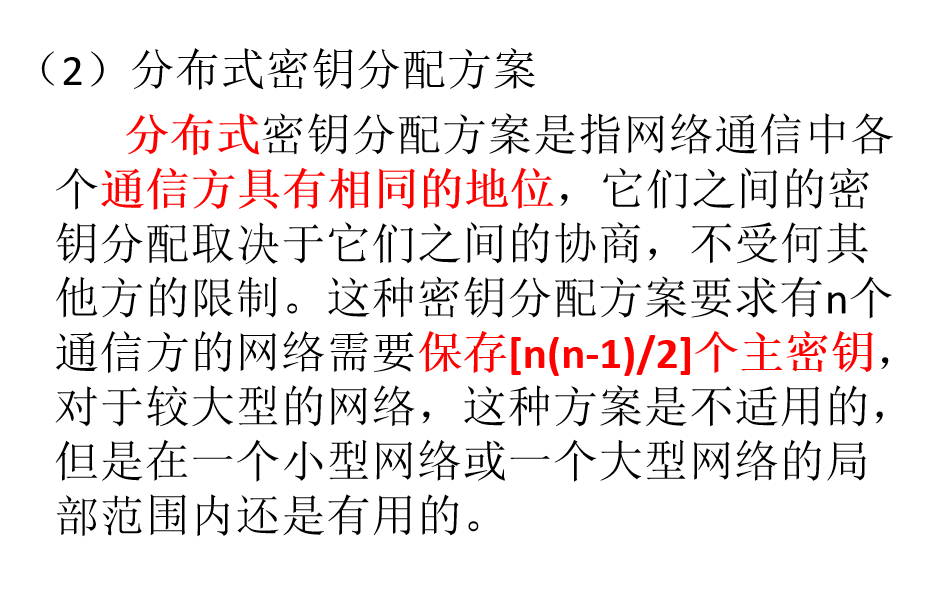 （2）分布式密钥分配方案
分布式密钥分配方案是指网络通信中各
个通信方具有相同的地位，它们之间的密
钥分配取决于它们之间的协商，不受何其
他方的限制。这种密钥分配方案要求有n个
通信方的网络需要保存[n(n-1)/2]个主密钥，
对于较大型的网络，这种方案是不适用的，
但是在一个小型网络或一个大型网络的局
部范围内还是有用的。